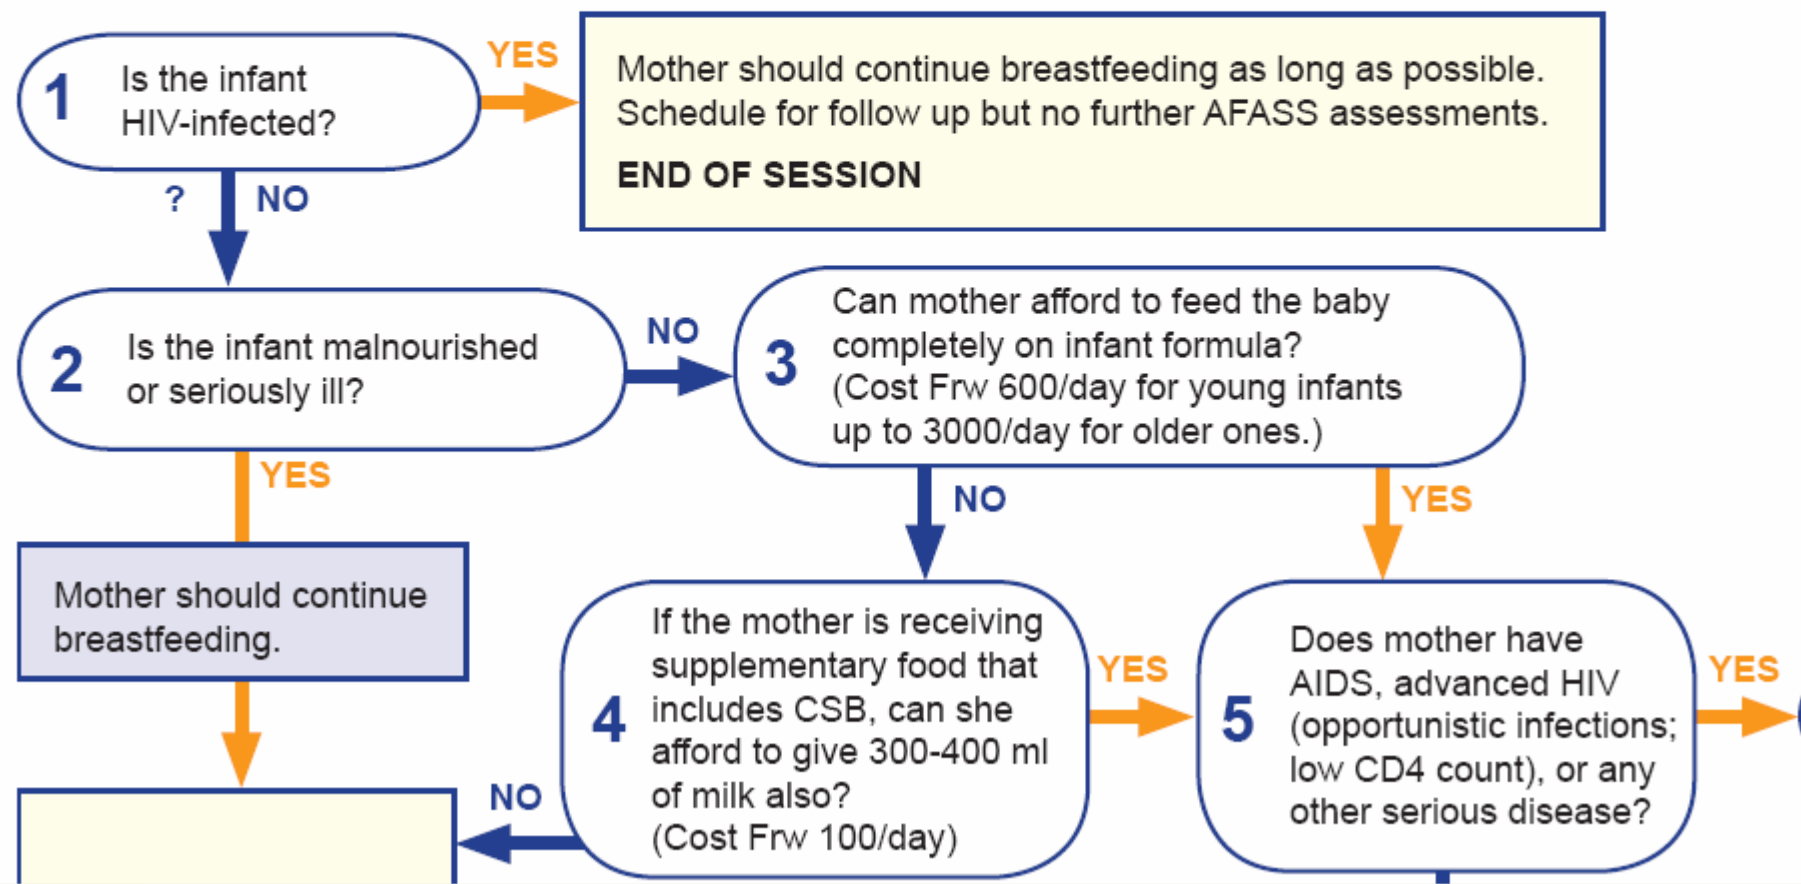 1
Is the infant
HIV-infected?
YES
Mother should continue breastfeeding as long as possible.
Schedule for follow up but no further AFASS assessments.
END OF SESSION
?
NO
2
Is the infant malnourished
or seriously ill?
NO
3
Can mother afford to feed the baby
completely on infant formula?
(Cost Frw 600/day for young infants
up to 3000/day for older ones.)
YES
NO
YES
Mother should continue
breastfeeding.
4
If the mother is receiving
supplementary food that
includes CSB, can she
afford to give 300-400 ml
of milk also?
(Cost Frw 100/day)
YES
NO
5
Does mother have
AIDS, advanced HIV
(opportunistic infections;
low CD4 count), or any
other serious disease?
YES